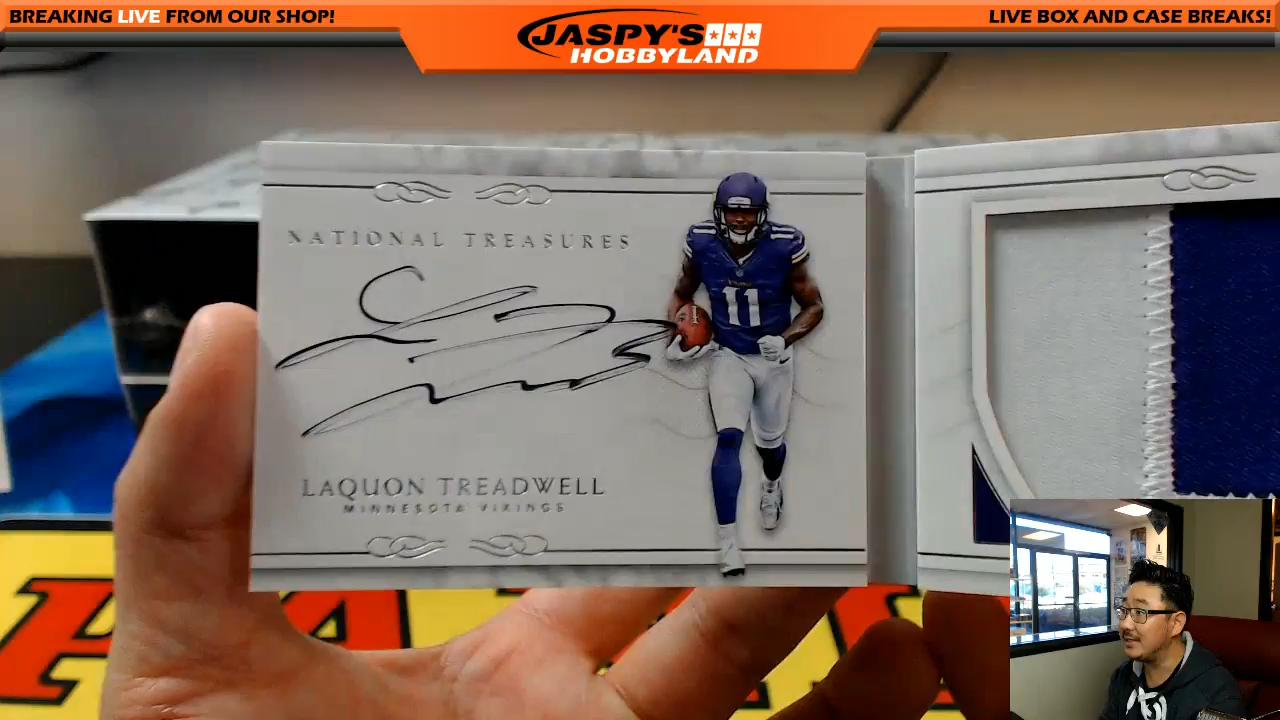 BREAKING LIVE FROM OUR SHOP!
JASPY'S
HOBBYLAND
LIVE BOX AND CASE BREAKS!
NATIONAL TREASURES
11
11
LAQUON TREADWELL
MINNESOTA VIKINGS